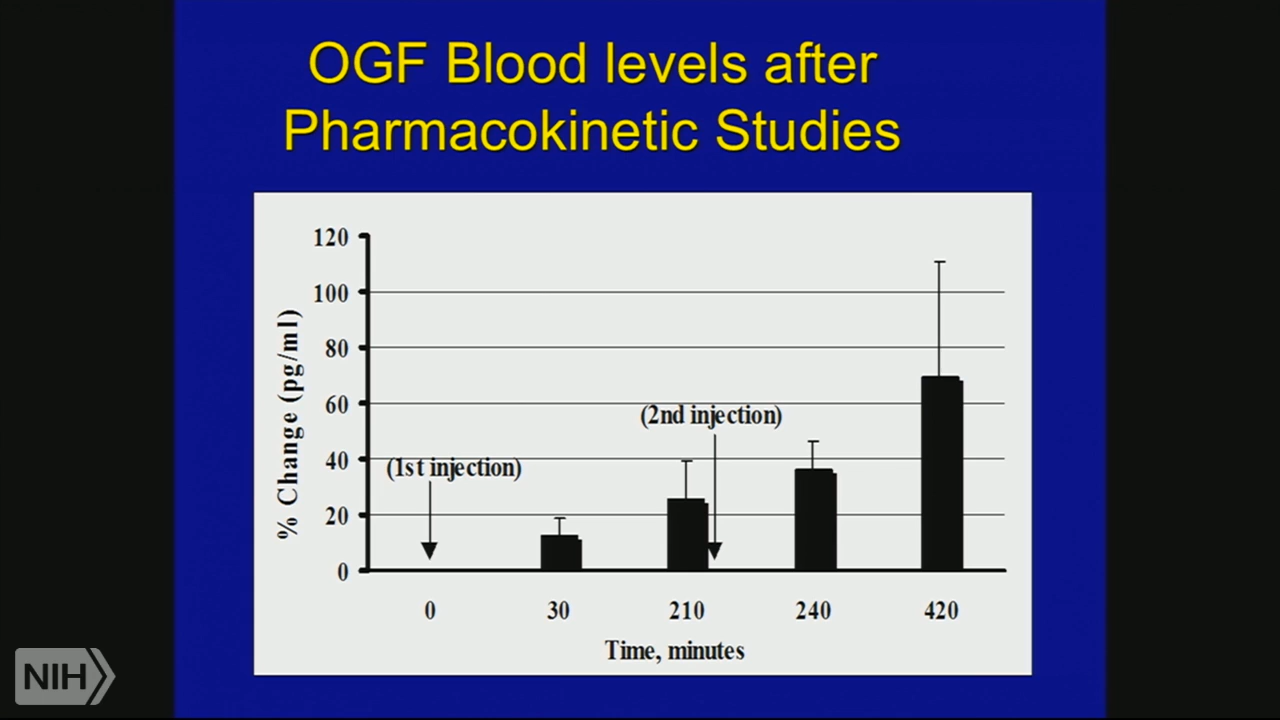 OGF Blood levels after
Pharmacokinetic Studies
120
100
80
60
40
20
0
% Change (pg/ml)
(1st injection)
(2nd injection)
0 30 210 240 420
Time, minutes
NIH